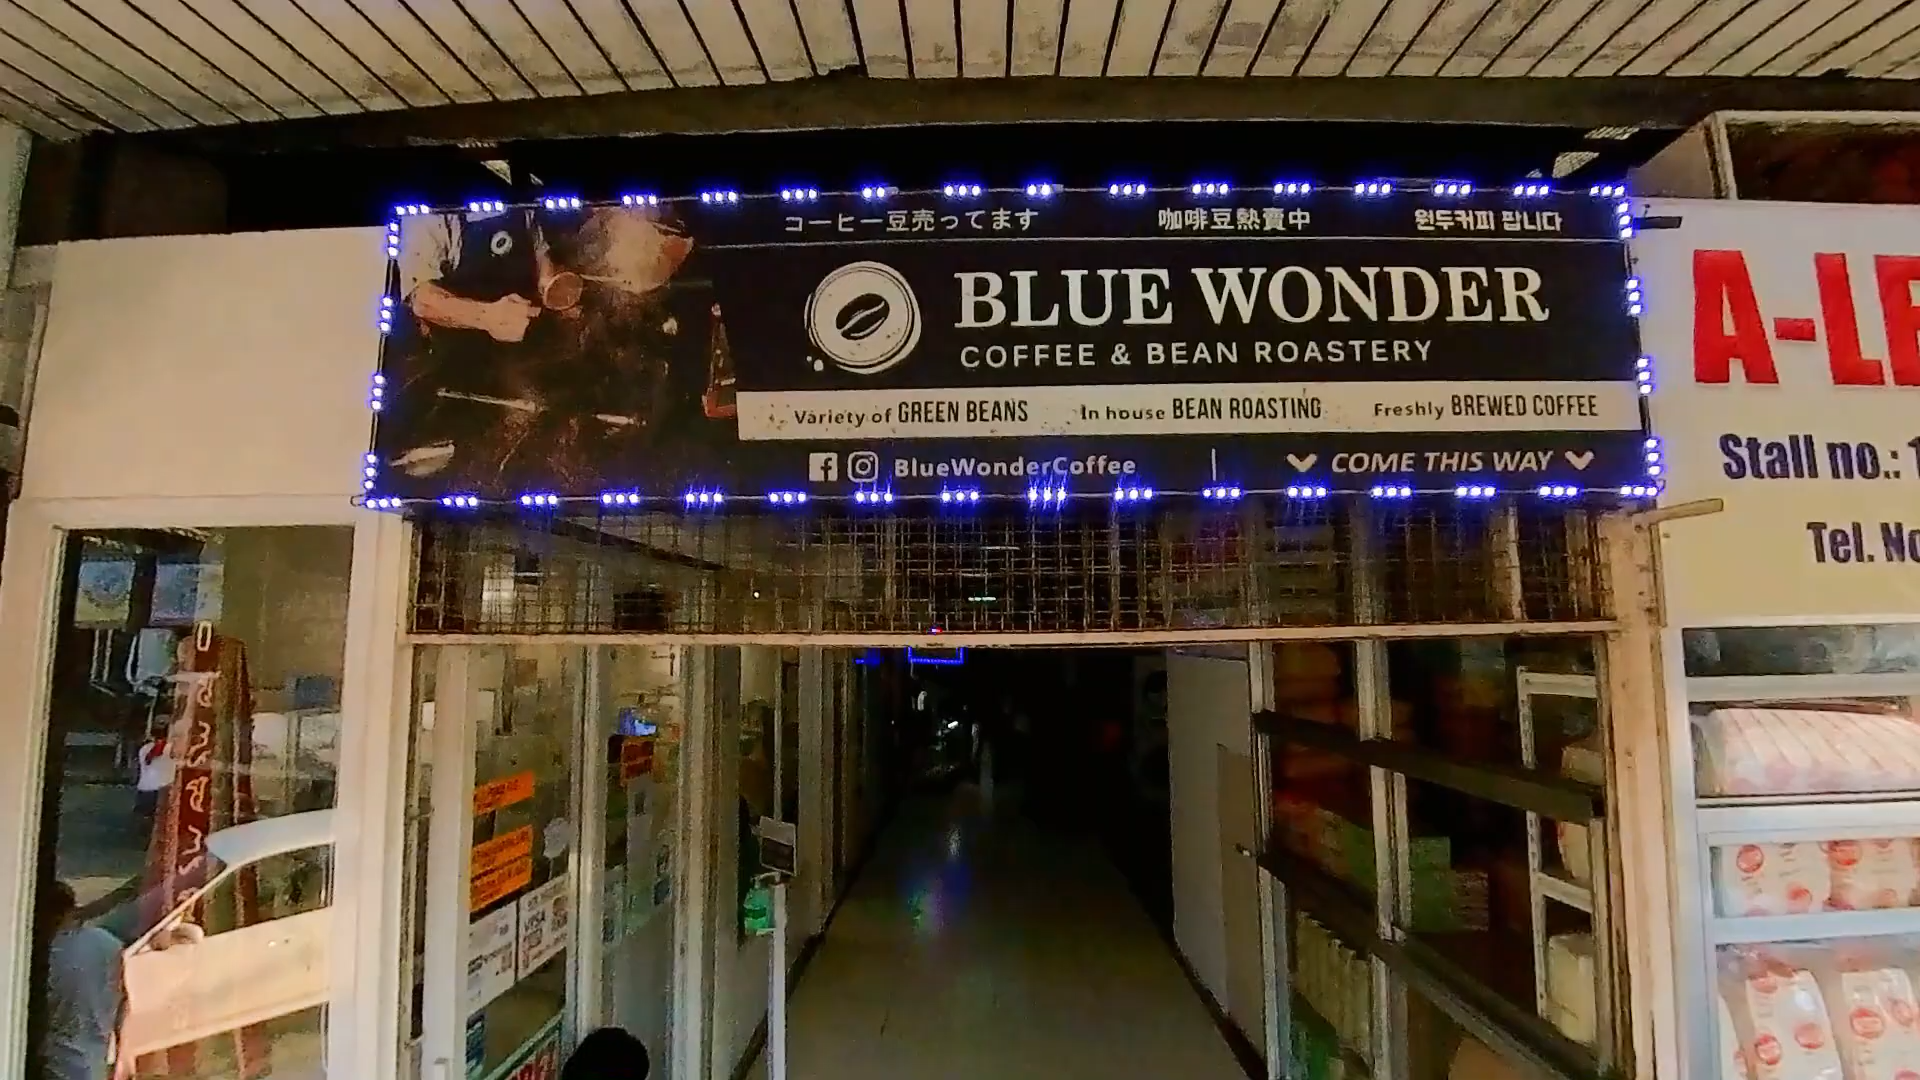 コーヒー豆売ってます 咖啡豆熱賣中 원두커피 팝니다
BLUE WONDER
COFFEE & BEAN ROASTERY
Variety of GREEN BEANS In house BEAN ROASTING Freshly BREWED COFFEE
BlueWonderCoffee | COME THIS WAY
A-LE
Stall no.: 1
Tel. No
VISA